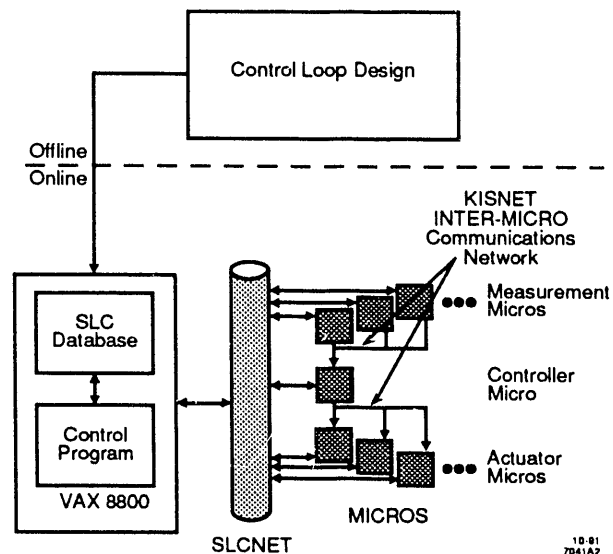 Control Loop Design
Offline
Online
KISNET
INTER-MICRO
Communications
Network
SLC
Database
Control
Program
VAX 8800
Measurement
Micros
Controller
Micro
Actuator
Micros
MICROS
SLCNET
10-91
7041A2